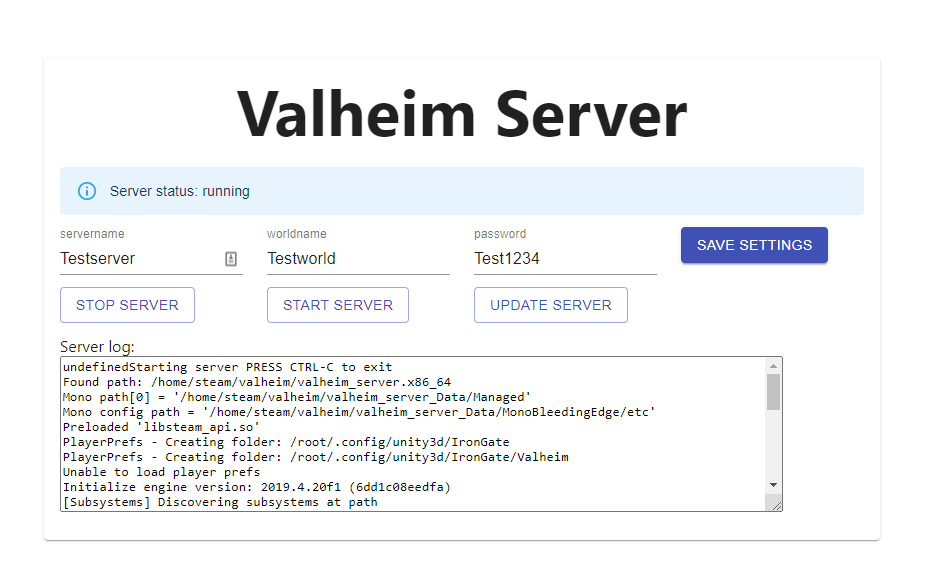 Valheim Server
Server status: running
servername worldname password
Testserver Testworld Test1234 SAVE SETTINGS
STOP SERVER START SERVER UPDATE SERVER
Server log:
undefinedStarting server PRESS CTRL-C to exit
Found path: /home/steam/valheim/valheim_server.x86_64
Mono path[0] = '/home/steam/valheim/valheim_server_Data/Managed'
Mono config path = '/home/steam/valheim/valheim_server_Data/MonoBleedingEdge/etc'
Preloaded 'libsteam_api.so'
PlayerPrefs - Creating folder: /root/.config/unity3d/IronGate
PlayerPrefs - Creating folder: /root/.config/unity3d/IronGate/Valheim
Unable to load player prefs
Initialize engine version: 2019.4.20f1 (6dd1c08eedfa)
[Subsystems] Discovering subsystems at path